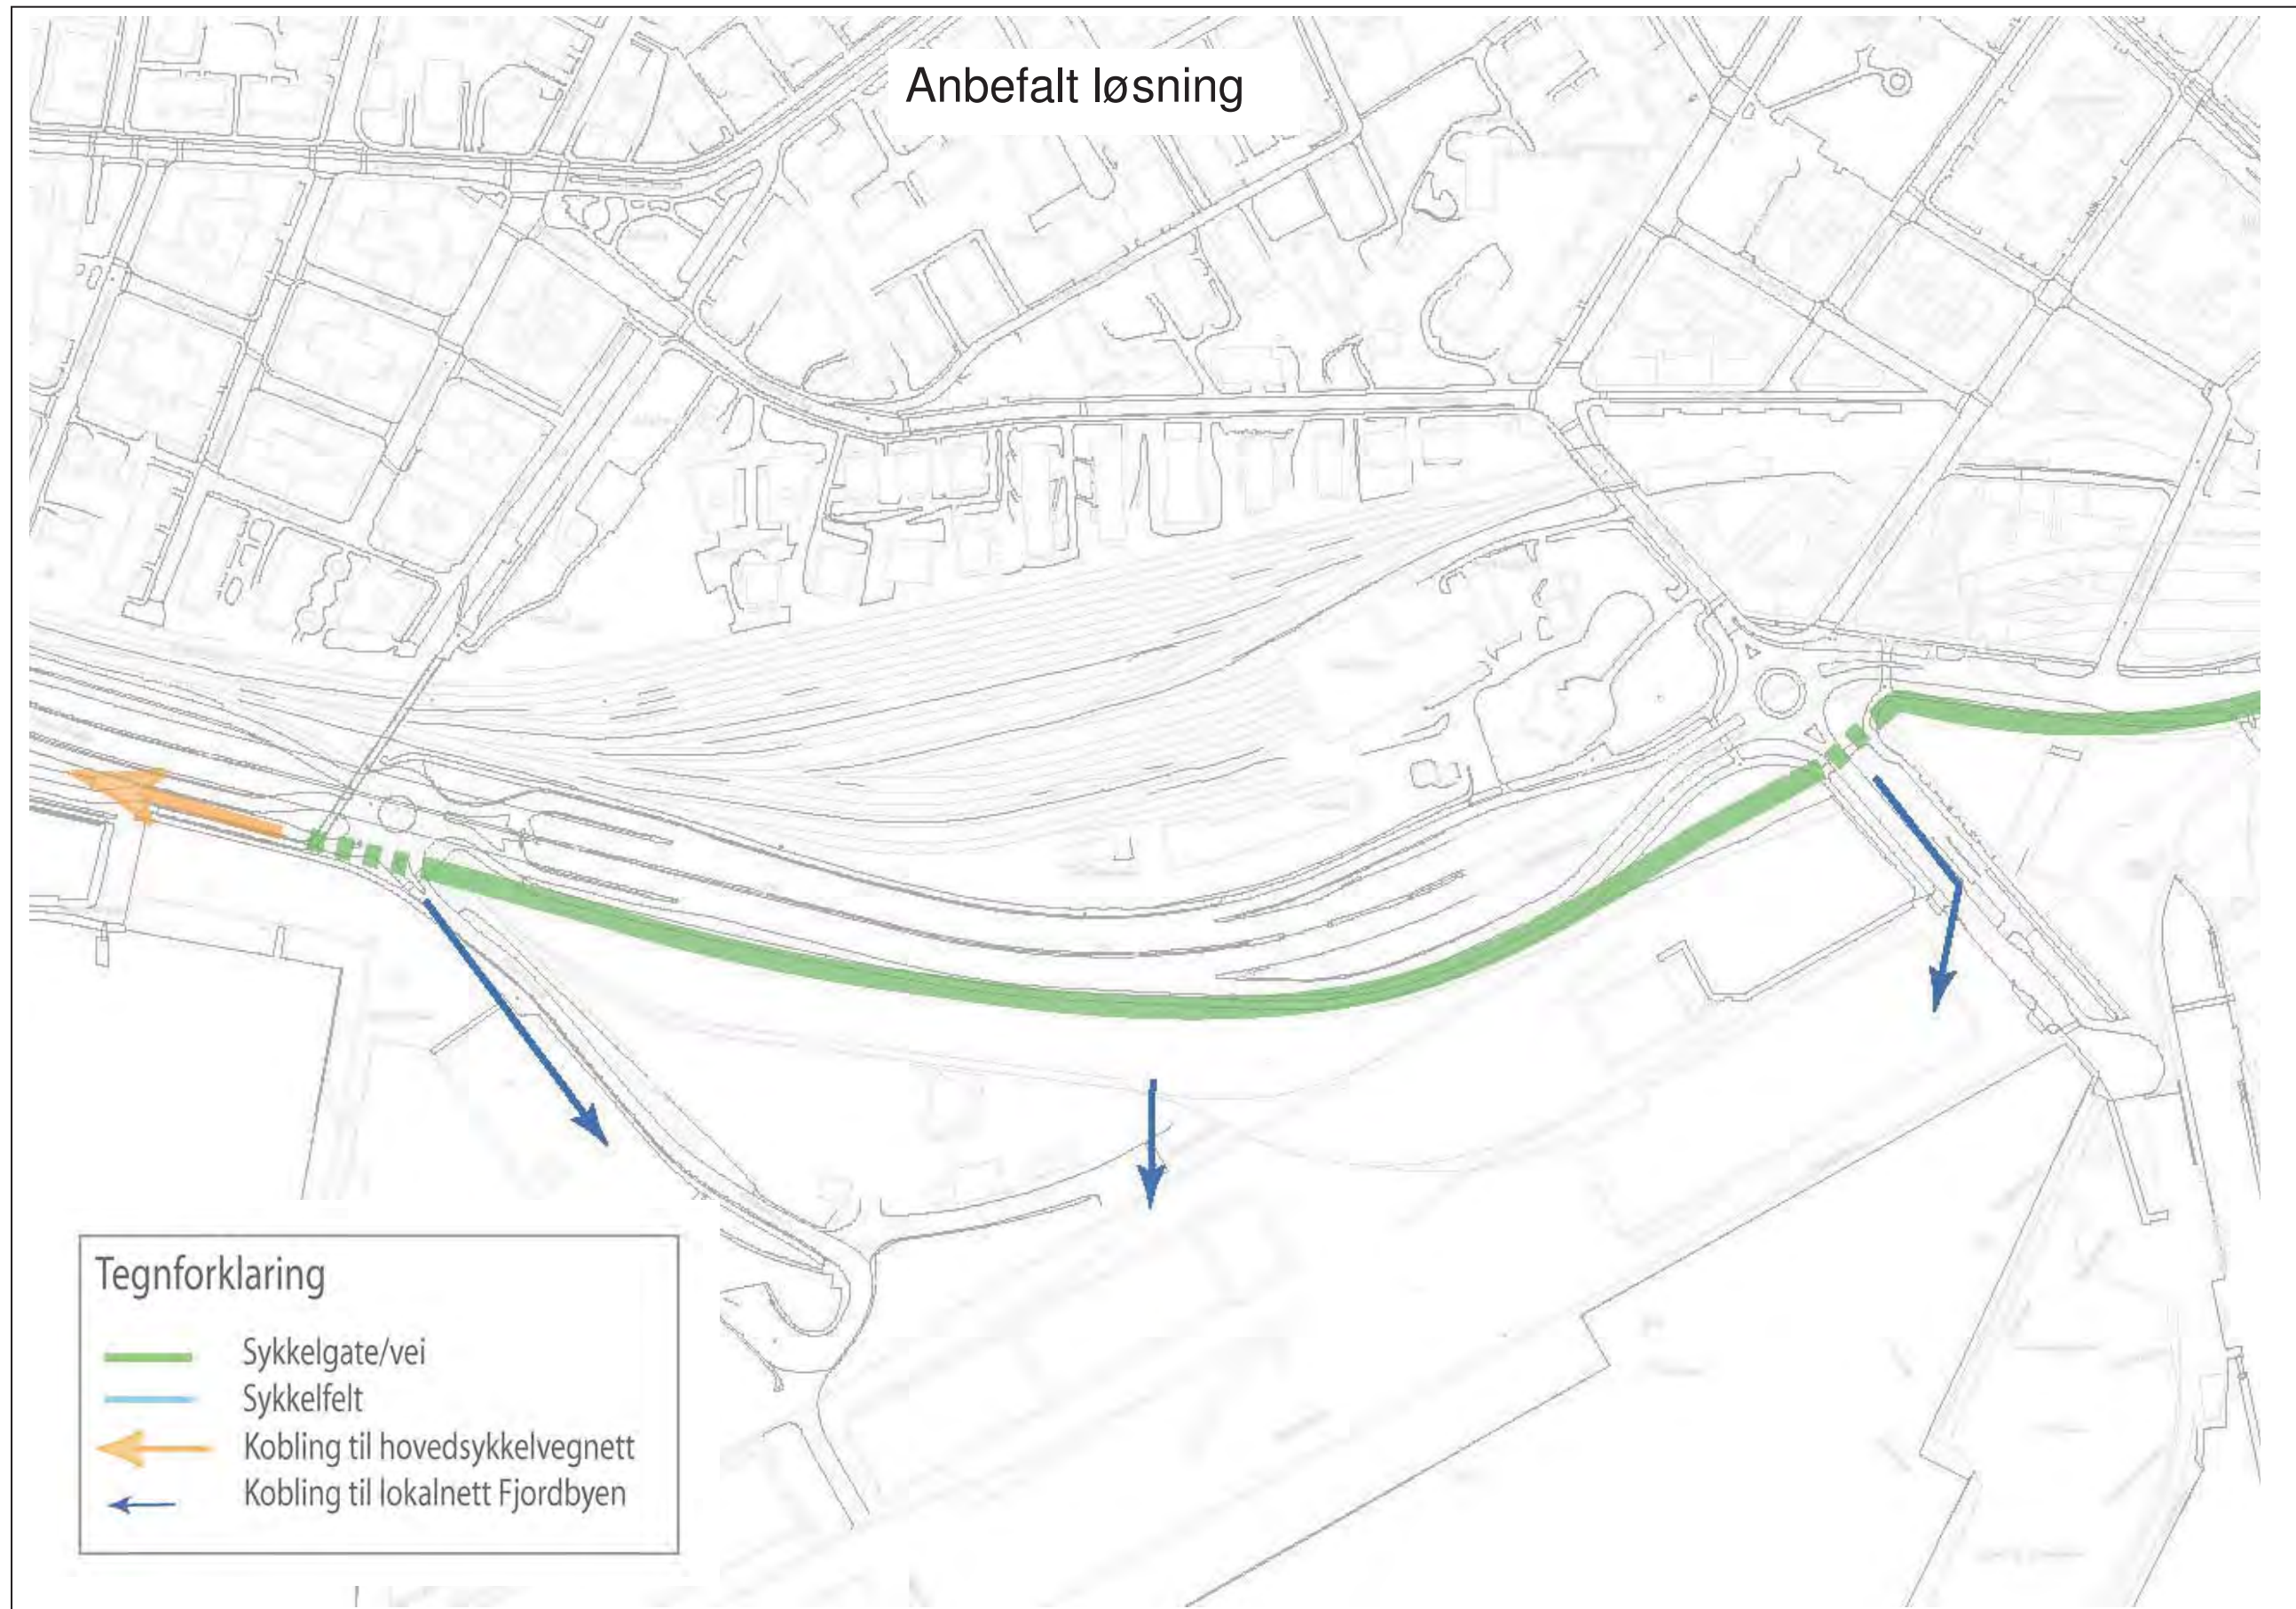 Anbefalt løsning
Tegnforklaring
Sykkelgate/vei
Sykkelfelt
Kobling til hovedsykkelvegnett
Kobling til lokalnett Fjordbyen